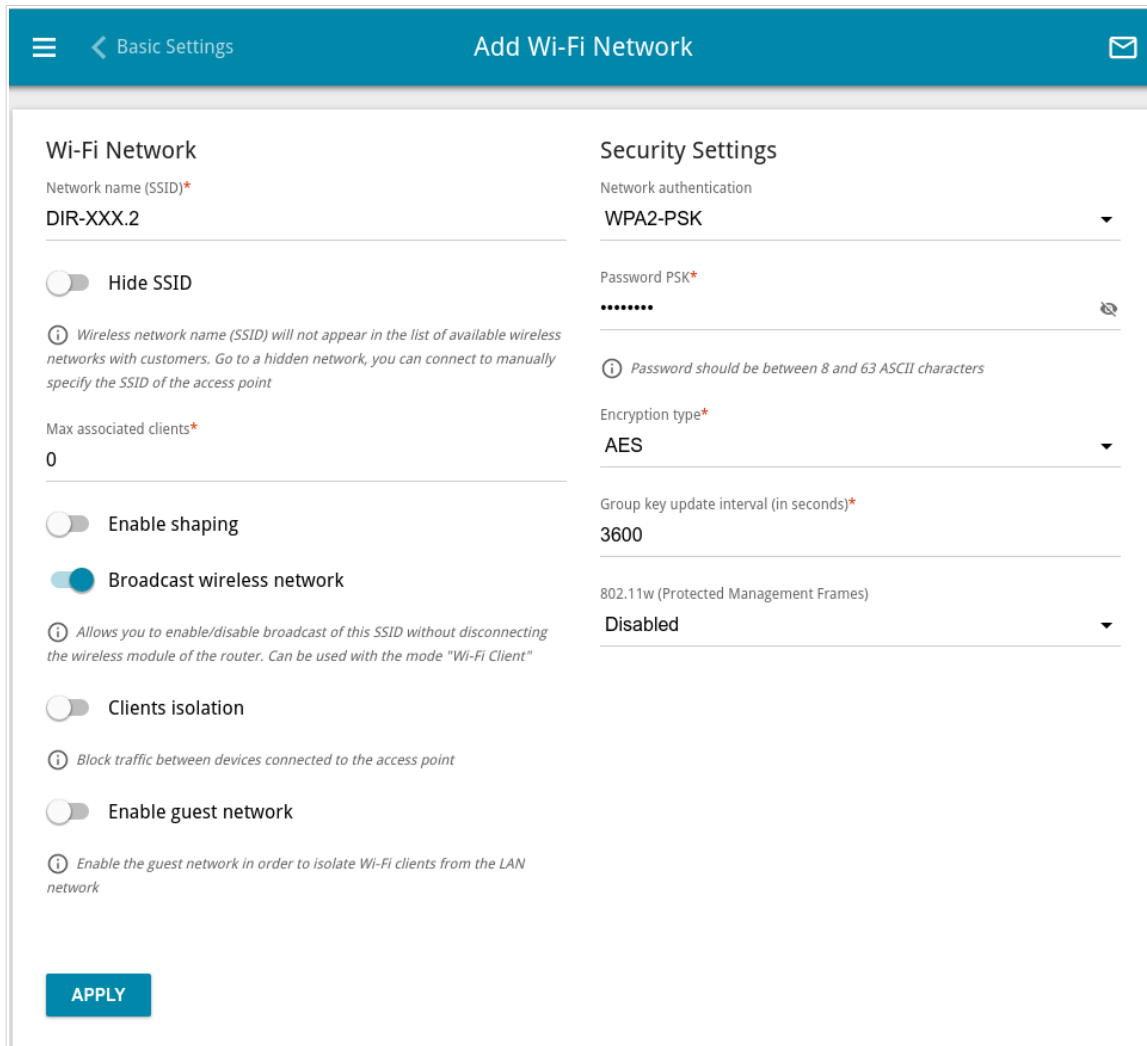 Basic Settings
Add Wi-Fi Network
Wi-Fi Network
Network name (SSID)*
DIR-XXX.2
Hide SSID
Wireless network name (SSID) will not appear in the list of available wireless
networks with customers. Go to a hidden network, you can connect to manually
specify the SSID of the access point
Max associated clients*
0
Enable shaping
Broadcast wireless network
Allows you to enable/disable broadcast of this SSID without disconnecting
the wireless module of the router. Can be used with the mode "Wi-Fi Client"
Clients isolation
Block traffic between devices connected to the access point
Enable guest network
Enable the guest network in order to isolate Wi-Fi clients from the LAN
network
APPLY
Security Settings
Network authentication
WPA2-PSK
Password PSK*
••••••••
Password should be between 8 and 63 ASCII characters
Encryption type*
AES
Group key update interval (in seconds)*
3600
802.11w (Protected Management Frames)
Disabled